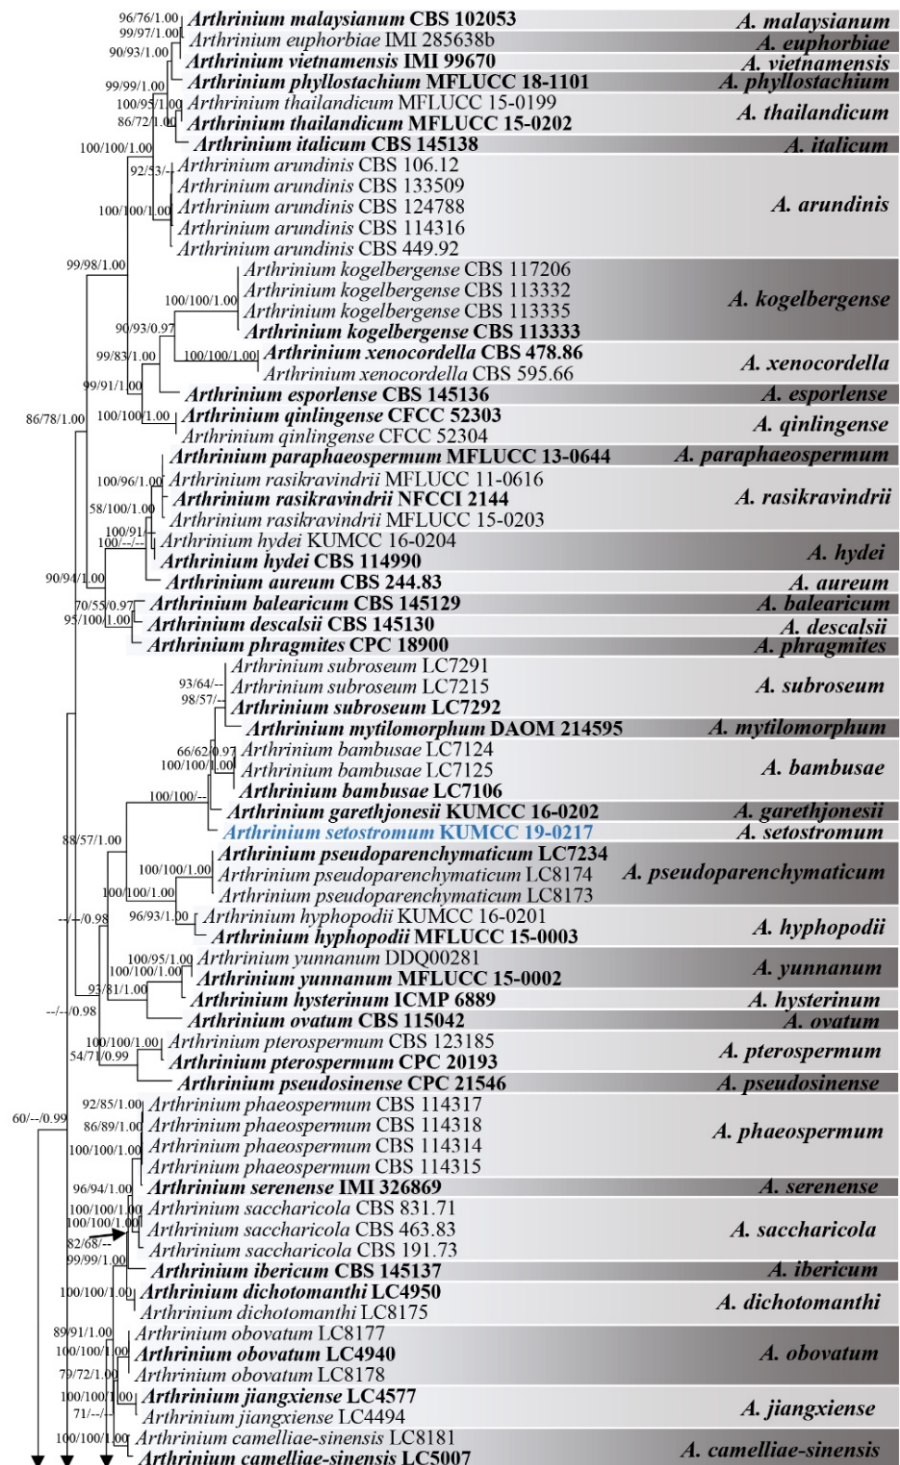 96/76/1.00 Arthrinium malaysianum CBS 102053 A. malaysianum
99/97/1.00 Arthrinium euphorbiae IMI 285638b A. euphorbiae
90/93/1.00 Arthrinium vietnamensis IMI 99670 A. vietnamensis
99/99/1.00 Arthrinium phyllostachium MFLUCC 18-1101 A. phyllostachium
100/95/1.00 Arthrinium thailandicum MFLUCC 15-0199
A. thailandicum
86/72/1.00 Arthrinium thailandicum MFLUCC 15-0202
100/100/1.00 Arthrinium italicum CBS 145138 A. italicum
92/53/-- Arthrinium arundinis CBS 106.12
Arthrinium arundinis CBS 133509
100/100/1.00 Arthrinium arundinis CBS 124788 A. arundinis
Arthrinium arundinis CBS 114316
Arthrinium arundinis CBS 449.92
99/98/1.00 Arthrinium kogelbergense CBS 117206
Arthrinium kogelbergense CBS 113332 A. kogelbergense
100/100/1.00 Arthrinium kogelbergense CBS 113335
90/93/0.97 Arthrinium kogelbergense CBS 113333
99/83/1.00 100/100/1.00 Arthrinium xenocordella CBS 478.86
A. xenocordella
Arthrinium xenocordella CBS 595.66
99/91/1.00 Arthrinium esporlense CBS 145136 A. esporlense
86/78/1.00 100/100/1.00 Arthrinium qinlingense CFCC 52303
A. qinlingense
Arthrinium qinlingense CFCC 52304
Arthrinium paraphaeospermum MFLUCC 13-0644 A. paraphaeospermum
100/96/1.00 Arthrinium rasikravindrii MFLUCC 11-0616
Arthrinium rasikravindrii NFCCI 2144 A. rasikravindrii
58/100/1.00 Arthrinium rasikravindrii MFLUCC 15-0203
100/91/ Arthrinium hydei KUMCC 16-0204
100/--/-- A. hydei
Arthrinium hydei CBS 114990
90/94/1.00 Arthrinium aureum CBS 244.83 A. aureum
70/55/0.97 Arthrinium balearicum CBS 145129 A. balearicum
95/100/1.00 Arthrinium descalsii CBS 145130 A. descalsii
Arthrinium phragmites CPC 18900 A. phragmites
Arthrinium subroseum LC7291
93/64/-- Arthrinium subroseum LC7215 A. subroseum
98/57/-- Arthrinium subroseum LC7292
Arthrinium mytilomorphum DAOM 214595 A. mytilomorphum
66/62/0.97 Arthrinium bambusae LC7124
100/100/1.00 Arthrinium bambusae LC7125 A. bambusae
Arthrinium bambusae LC7106
100/100/-- Arthrinium garethjonesii KUMCC 16-0202 A. garethjonesii
88/57/1.00 Arthrinium setostromum KUMCC 19-0217 A. setostromum
Arthrinium pseudoparenchymaticum LC7234
100/100/1.00 Arthrinium pseudoparenchymaticum LC8174 A. pseudoparenchymaticum
100/100/1.00 Arthrinium pseudoparenchymaticum LC8173
--/--/0.98 96/93/1.00 Arthrinium hyphopodii KUMCC 16-0201
A. hyphopodii
Arthrinium hyphopodii MFLUCC 15-0003
100/95/1.00 Arthrinium yunnanum DDQ00281
A. yunnanum
100/100/1.00 Arthrinium yunnanum MFLUCC 15-0002
93/81/1.00 Arthrinium hysterinum ICMP 6889 A. hysterinum
--/--/0.98 Arthrinium ovatum CBS 115042 A. ovatum
100/100/1.00 Arthrinium pterospermum CBS 123185
A. pterospermum
54/71/0.99 Arthrinium pterospermum CPC 20193
Arthrinium pseudosinense CPC 21546 A. pseudosinense
92/85/1.00 Arthrinium phaeospermum CBS 114317
60/--/0.99 86/89/1.00 Arthrinium phaeospermum CBS 114318 A. phaeospermum
100/100/1.00 Arthrinium phaeospermum CBS 114314
Arthrinium phaeospermum CBS 114315
96/94/1.00 Arthrinium serenense IMI 326869 A. serenense
100/100/1.00 Arthrinium saccharicola CBS 831.71
100/100/1.00 Arthrinium saccharicola CBS 463.83 A. saccharicola
82/68/-- Arthrinium saccharicola CBS 191.73
99/99/1.00 Arthrinium ibericum CBS 145137 A. ibericum
100/100/1.00 Arthrinium dichotomanthi LC4950
A. dichotomanthi
Arthrinium dichotomanthi LC8175
89/91/1.00 Arthrinium obovatum LC8177
100/100/1.00 Arthrinium obovatum LC4940 A. obovatum
79/72/1.00 Arthrinium obovatum LC8178
100/100/1.00 Arthrinium jiangxiense LC4577
A. jiangxiense
71/--/-- Arthrinium jiangxiense LC4494
100/100/1.00 Arthrinium camelliae-sinensis LC8181
A. camelliae-sinensis
Arthrinium camelliae-sinensis LC5007